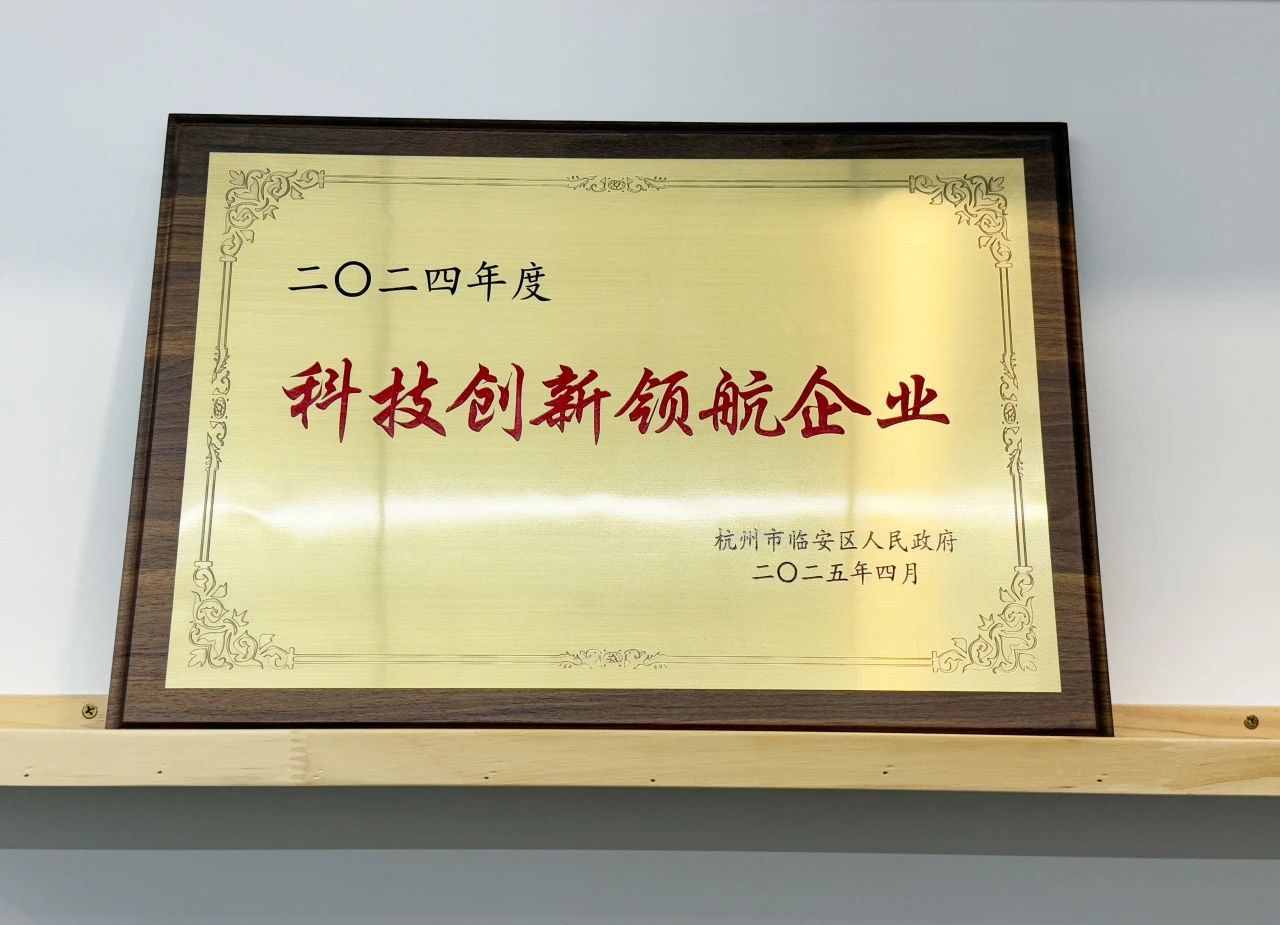 二〇二四年度
科技创新领航企业
杭州市临安区人民政府
二〇二五年四月